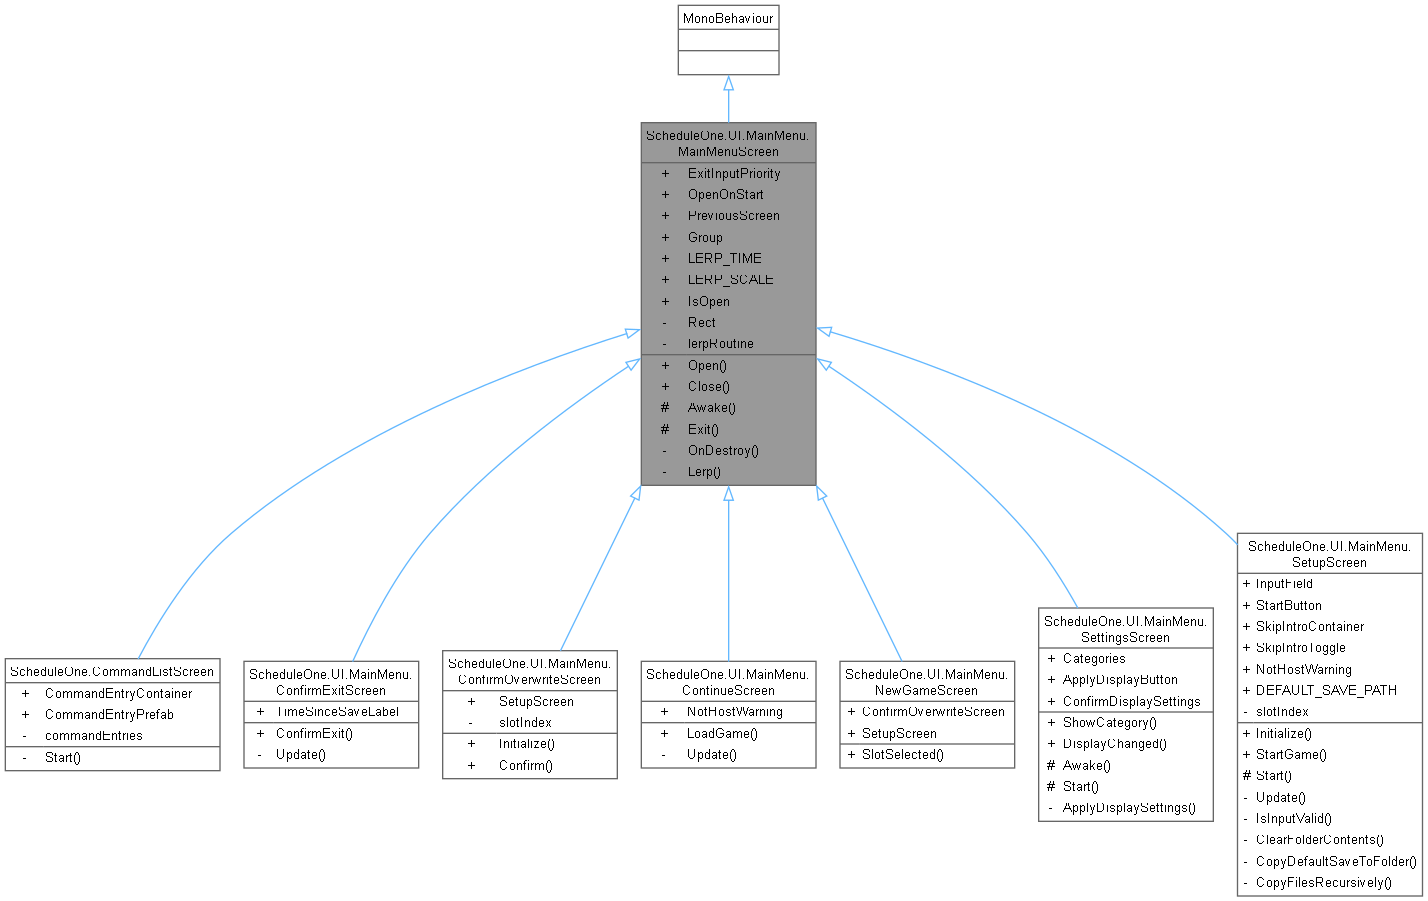 MonoBehaviour
ScheduleOne.UI.MainMenu.
MainMenuScreen
+ ExitInputPriority
+ OpenOnStart
+ PreviousScreen
+ Group
+ LERP_TIME
+ LERP_SCALE
+ IsOpen
- Rect
- lerpRoutine
+ Open()
+ Close()
# Awake()
# Exit()
- OnDestroy()
- Lerp()
ScheduleOne.CommandListScreen
+ CommandEntryContainer
+ CommandEntryPrefab
- commandEntries
- Start()
ScheduleOne.UI.MainMenu.
ConfirmExitScreen
+ TimeSinceSaveLabel
+ ConfirmExit()
- Update()
ScheduleOne.UI.MainMenu.
ConfirmOverwriteScreen
+ SetupScreen
- slotIndex
+ Initialize()
+ Confirm()
ScheduleOne.UI.MainMenu.
ContinueScreen
+ NotHostWarning
+ LoadGame()
- Update()
ScheduleOne.UI.MainMenu.
NewGameScreen
+ ConfirmOverwriteScreen
+ SetupScreen
+ SlotSelected()
ScheduleOne.UI.MainMenu.
SettingsScreen
+ Categories
+ ApplyDisplayButton
+ ConfirmDisplaySettings
+ ShowCategory()
+ DisplayChanged()
# Awake()
# Start()
- ApplyDisplaySettings()
ScheduleOne.UI.MainMenu.
SetupScreen
+ InputField
+ StartButton
+ SkipIntroContainer
+ SkipIntroToggle
+ NotHostWarning
+ DEFAULT_SAVE_PATH
- slotIndex
+ Initialize()
+ StartGame()
# Start()
- Update()
- IsInputValid()
- ClearFolderContents()
- CopyDefaultSaveToFolder()
- CopyFilesRecursively()